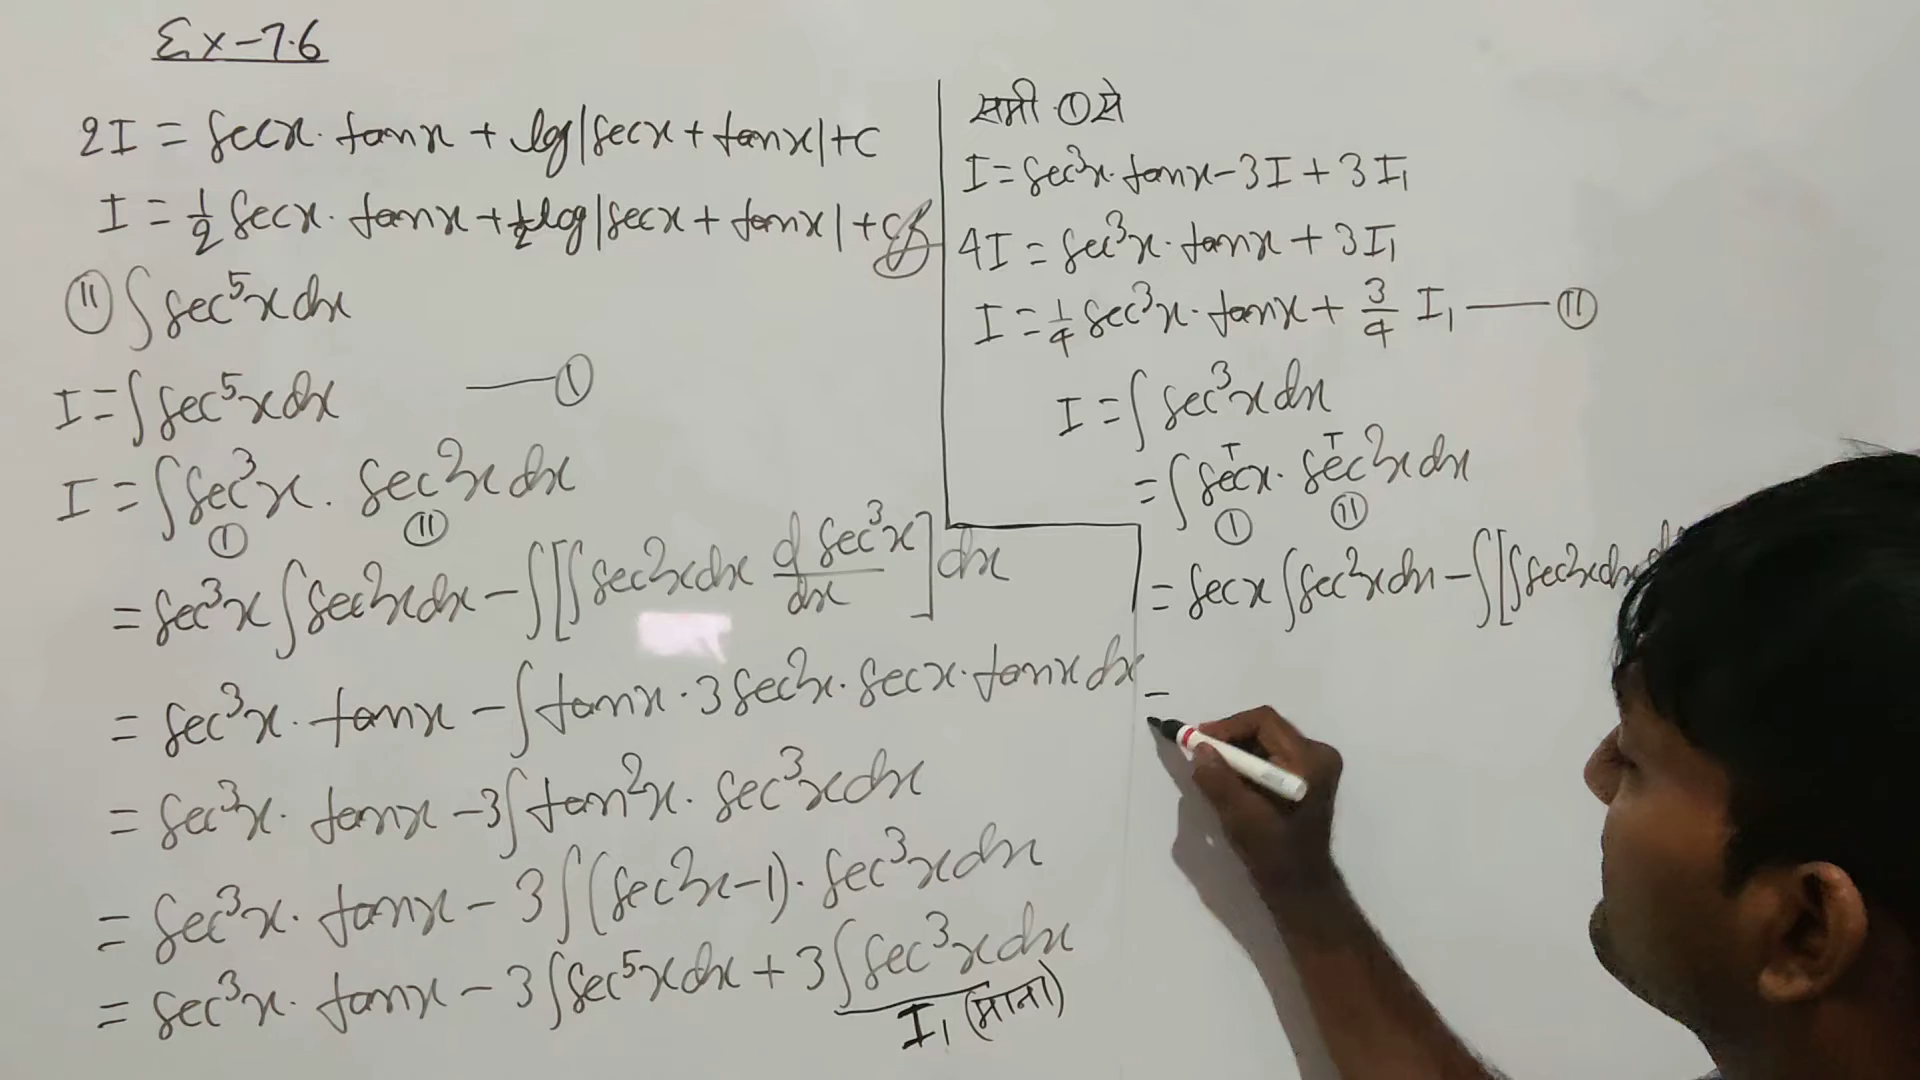 Ex-7.6
2I = secx. tanx + log|secx + tanx|+c
I = 1/2 secx. tanx + 1/2 log|secx + tanx|+c
(II) ∫ sec⁵x dx
I = ∫ sec⁵x dx —— (I)
I = ∫ sec³x . sec²x dx
(I) (II)
= sec³x ∫ sec²x dx - ∫[∫sec²x dx d sec³x/dx] dx
= sec³x. tanx - ∫ tanx · 3 sec²x. secx. tanx dx
= sec³x. tanx - 3∫ tan²x. sec³x dx
= sec³x. tanx - 3∫(sec²x-1). sec³x dx
= sec³x. tanx - 3∫sec⁵x dx + 3∫sec³x dx
I₁ (माना)
समी (I) से
I = sec³x. tanx - 3I + 3I₁
4I = sec³x. tanx + 3I₁
I = 1/4 sec³x. tanx + 3/4 I₁ —— (II)
I = ∫ sec³x dx
= ∫ secx. sec²x dx
(I) (II)
= secx ∫sec²x dx - ∫[∫sec²x dx
=